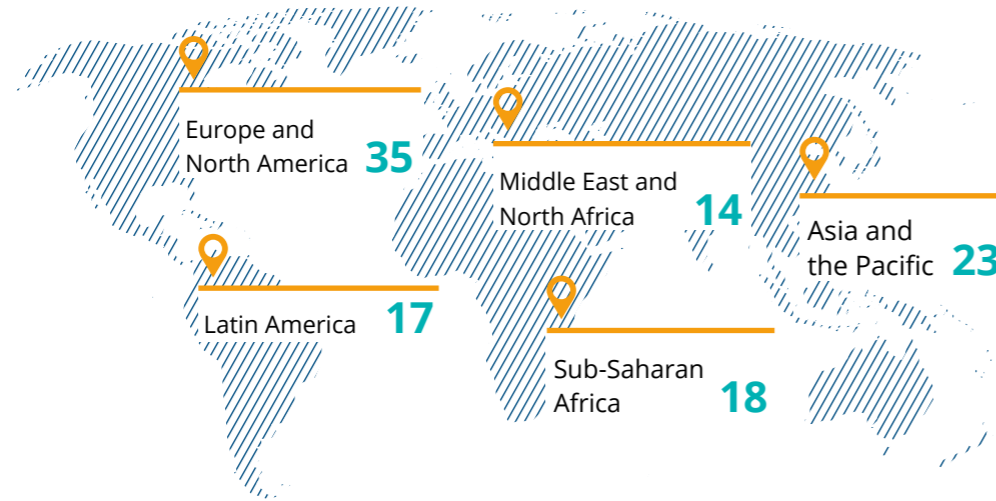 Europe and
North America 35
Middle East and
North Africa 14
Asia and
the Pacific 23
Latin America 17
Sub-Saharan
Africa 18